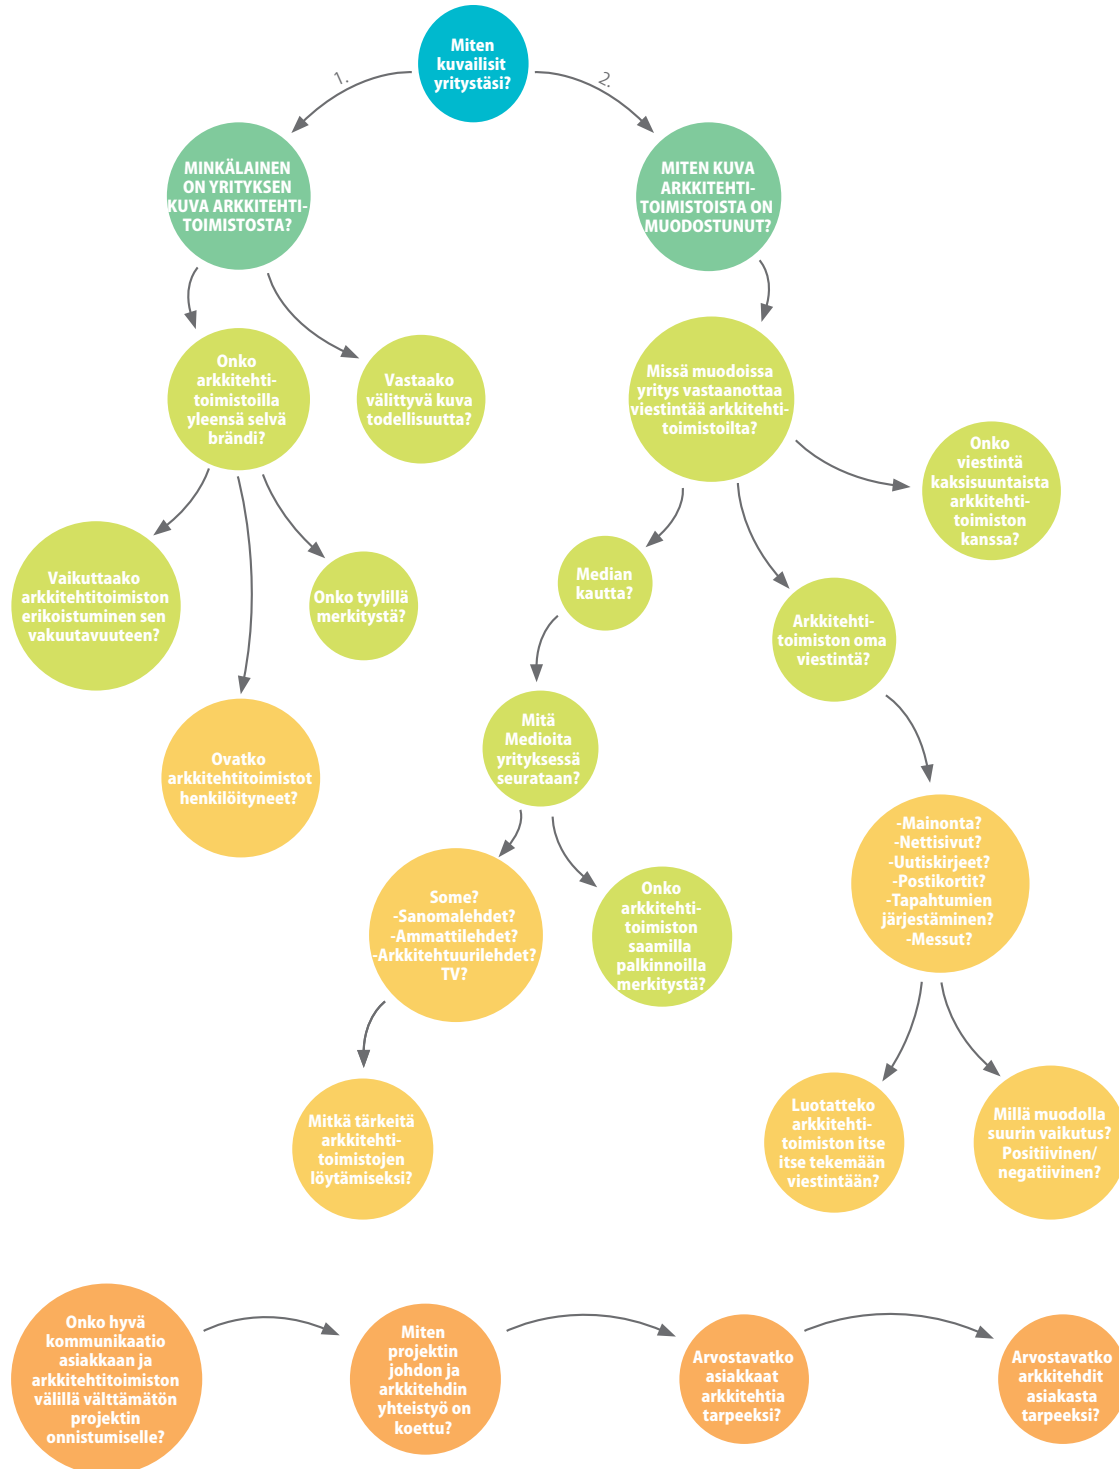 Miten
kuvailisit
yritystäsi?
1.
2.
MINKÄLAINEN
ON YRITYKSEN
KUVA ARKKITEHTI-
TOIMISTOSTA?
MITEN KUVA
ARKKITEHTI-
TOIMISTOISTA ON
MUODOSTUNUT?
Onko
arkkitehti-
toimistoilla
yleensä selvä
brändi?
Vastaako
välittyvä kuva
todellisuutta?
Missä muodoissa
yritys vastaanottaa
viestintää arkkitehti-
toimistoilta?
Onko
viestintä
kaksisuuntaista
arkkitehti-
toimiston
kanssa?
Vaikuttaako
arkkitehtitoimiston
erikoistuminen sen
vakuutavuuteen?
Onko tyylillä
merkitystä?
Median
kautta?
Arkkitehti-
toimiston oma
viestintä?
Ovatko
arkkitehtitoimistot
henkilöityneet?
Mitä
Medioita
yrityksessä
seurataan?
-Mainonta?
-Nettisivut?
-Uutiskirjeet?
-Postikortit?
-Tapahtumien
järjestäminen?
-Messut?
Some?
-Sanomalehdet?
-Ammattilehdet?
-Arkkitehtuurilehdet?
TV?
Onko
arkkitehti-
toimiston
saamilla
palkinnoilla
merkitystä?
Mitkä tärkeitä
arkkitehti-
toimistojen
löytämiseksi?
Luotatteko
arkkitehti-
toimiston itse
itse tekemään
viestintään?
Millä muodolla
suurin vaikutus?
Positiivinen/
negatiivinen?
Onko hyvä
kommunikaatio
asiakkaan ja
arkkitehtitoimiston
välillä välttämätön
projektin
onnistumiselle?
Miten
projektin
johdon ja
arkkitehdin
yhteistyö on
koettu?
Arvostavatko
asiakkaat
arkkitehtia
tarpeeksi?
Arvostavatko
arkkitehdit
asiakasta
tarpeeksi?